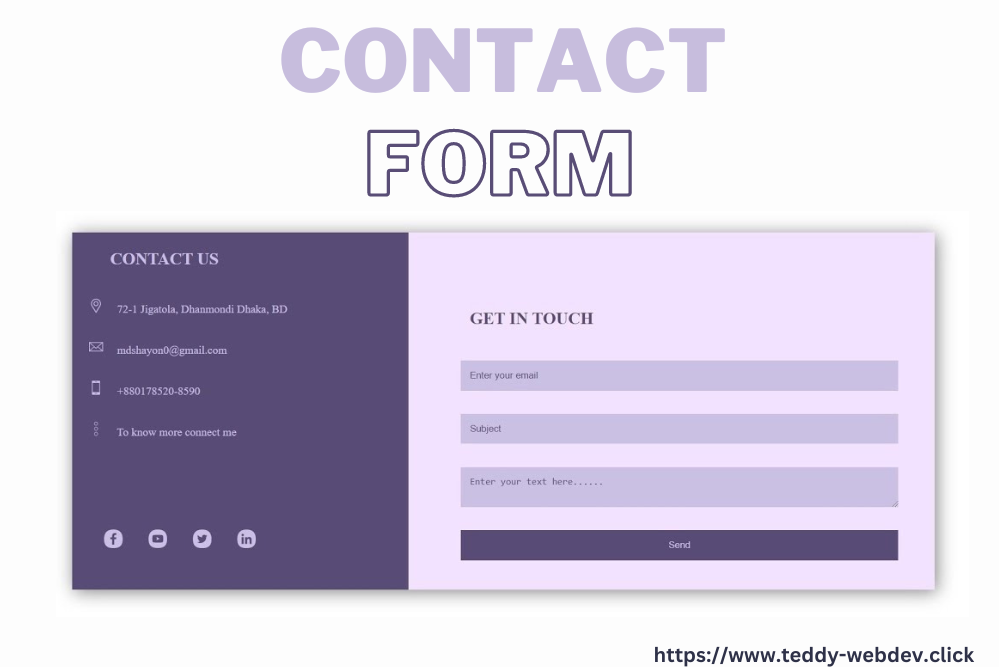 CONTACT
FORM
CONTACT US
72-1 Jigatola, Dhanmondi Dhaka, BD
mdshayon0@gmail.com
+880178520-8590
To know more connect me
GET IN TOUCH
Enter your email
Subject
Enter your text here......
Send
https://www.teddy-webdev.click